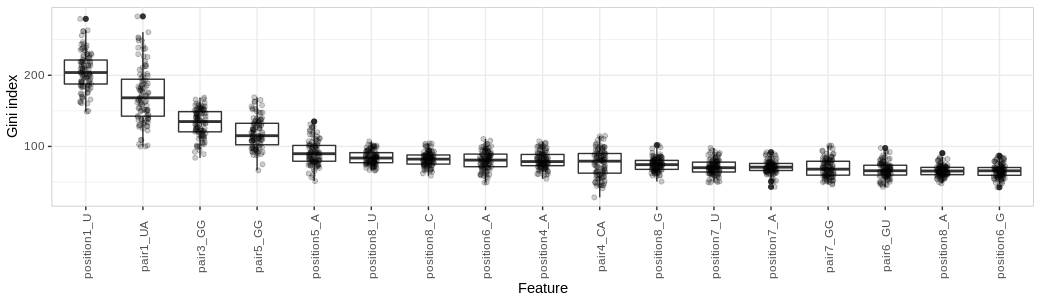 Gini index
200
100
position1_U
pair1_UA
pair3_GG
pair5_GG
position5_A
position8_U
position8_C
position6_A
position4_A
pair4_CA
position8_G
position7_U
position7_A
pair7_GG
pair6_GU
position8_A
position6_G
Feature